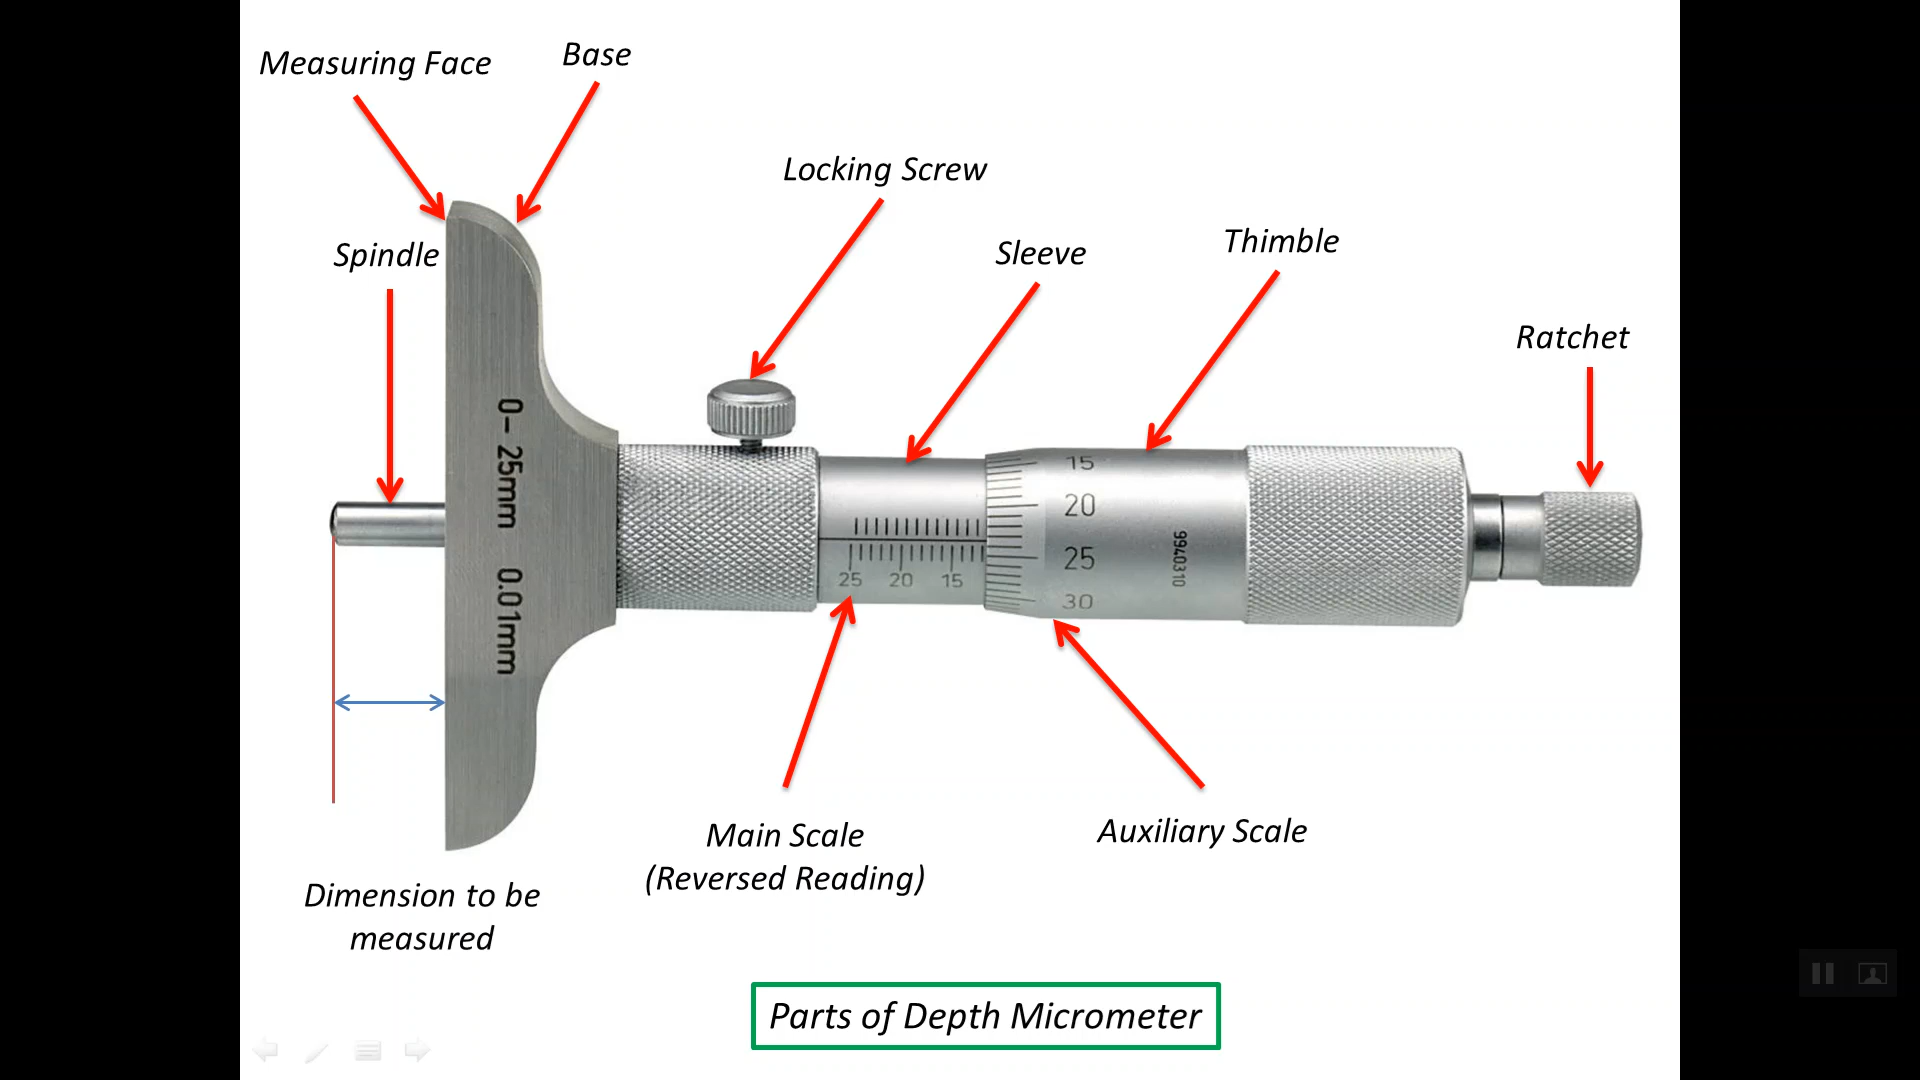 Measuring Face
Base
Locking Screw
Spindle
Sleeve
Thimble
Ratchet
0-25mm 0.01mm
15
20
25
30
9940310
25 20 15
Main Scale
(Reversed Reading)
Auxiliary Scale
Dimension to be
measured
Parts of Depth Micrometer